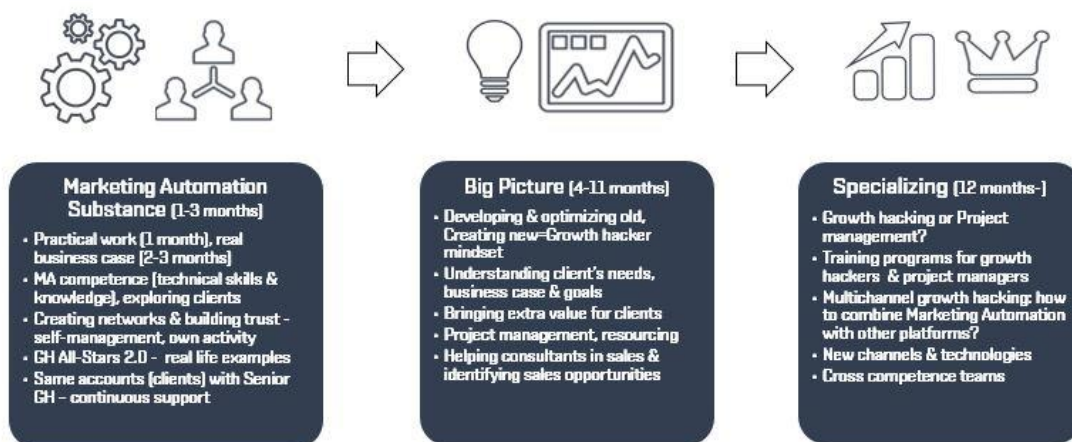 Marketing Automation
Substance (1-3 months)
• Practical work (1 month), real
business case (2-3 months)
• MA competence (technical skills &
knowledge), exploring clients
• Creating networks & building trust -
self-management, own activity
• GH All-Stars 2.0 - real life examples
• Same accounts (clients) with Senior
GH – continuous support
Big Picture (4-11 months)
• Developing & optimizing old,
Creating new=Growth hacker
mindset
• Understanding client's needs,
business case & goals
• Bringing extra value for clients
• Project management, resourcing
• Helping consultants in sales &
identifying sales opportunities
Specializing (12 months-)
• Growth hacking or Project
management?
• Training programs for growth
hackers & project managers
• Multichannel growth hacking: how
to combine Marketing Automation
with other platforms?
• New channels & technologies
• Cross competence teams